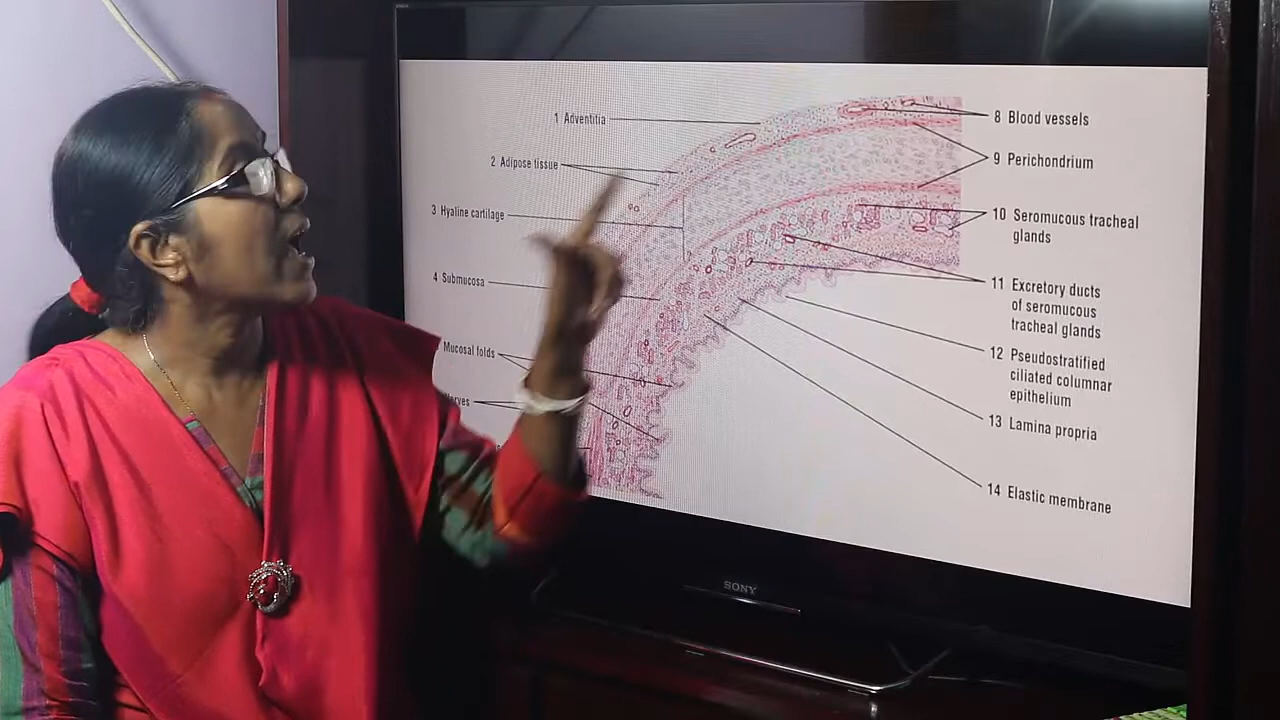 1 Adventitia
2 Adipose tissue
3 Hyaline cartilage
4 Submucosa
Mucosal folds
8 Blood vessels
9 Perichondrium
10 Seromucous tracheal
glands
11 Excretory ducts
of seromucous
tracheal glands
12 Pseudostratified
ciliated columnar
epithelium
13 Lamina propria
14 Elastic membrane
SONY